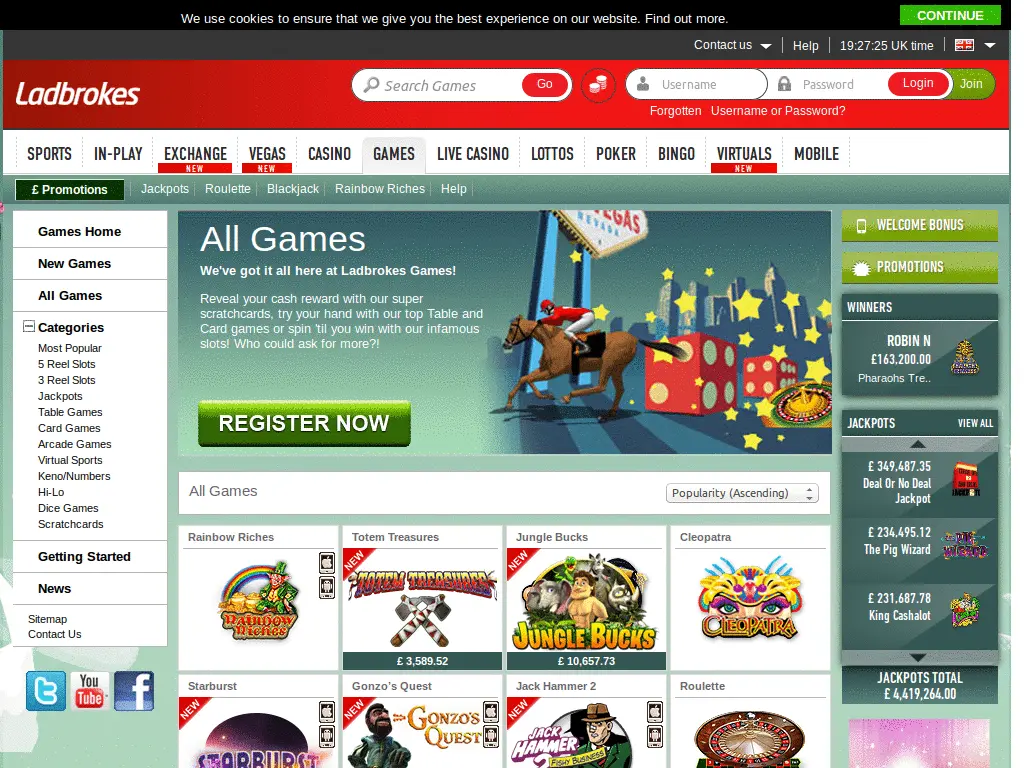 We use cookies to ensure that we give you the best experience on our website. Find out more.
CONTINUE
Contact us
Help
19:27:25 UK time
Ladbrokes
Search Games
Go
Username
Password
Login
Join
Forgotten Username or Password?
SPORTS
IN-PLAY
EXCHANGE
NEW
VEGAS
NEW
CASINO
GAMES
LIVE CASINO
LOTTOS
POKER
BINGO
VIRTUALS
NEW
MOBILE
£ Promotions
Jackpots
Roulette
Blackjack
Rainbow Riches
Help
Games Home
New Games
All Games
Categories
Most Popular
5 Reel Slots
3 Reel Slots
Jackpots
Table Games
Card Games
Arcade Games
Virtual Sports
Keno/Numbers
Hi-Lo
Dice Games
Scratchcards
Getting Started
News
Sitemap
Contact Us
You
Tube
All Games
We've got it all here at Ladbrokes Games!
Reveal your cash reward with our super
scratchcards, try your hand with our top Table and
Card games or spin 'til you win with our infamous
slots! Who could ask for more?!
REGISTER NOW
VEGAS
NEVADA
All Games
Popularity (Ascending)
Rainbow Riches
RAINBOW
RICHES
Totem Treasures
NEW
TOTEM TREASURES
£ 3,589.52
Jungle Bucks
NEW
JUNGLE BUCKS
£ 10,657.73
Cleopatra
CLEOPATRA
Starburst
NEW
STARBURST
Gonzo's Quest
NEW
GONZO'S
QUEST
Jack Hammer 2
NEW
JACK
HAMMER
FISHY BUSINESS
Roulette
WELCOME BONUS
PROMOTIONS
WINNERS
ROBIN N
£163,200.00
Pharaohs Tre..
JACKPOTS
VIEW ALL
£ 349,487.35
Deal Or No Deal
Jackpot
£ 234,495.12
The Pig Wizard
£ 231,687.78
King Cashalot
JACKPOTS TOTAL
£ 4,419,264.00